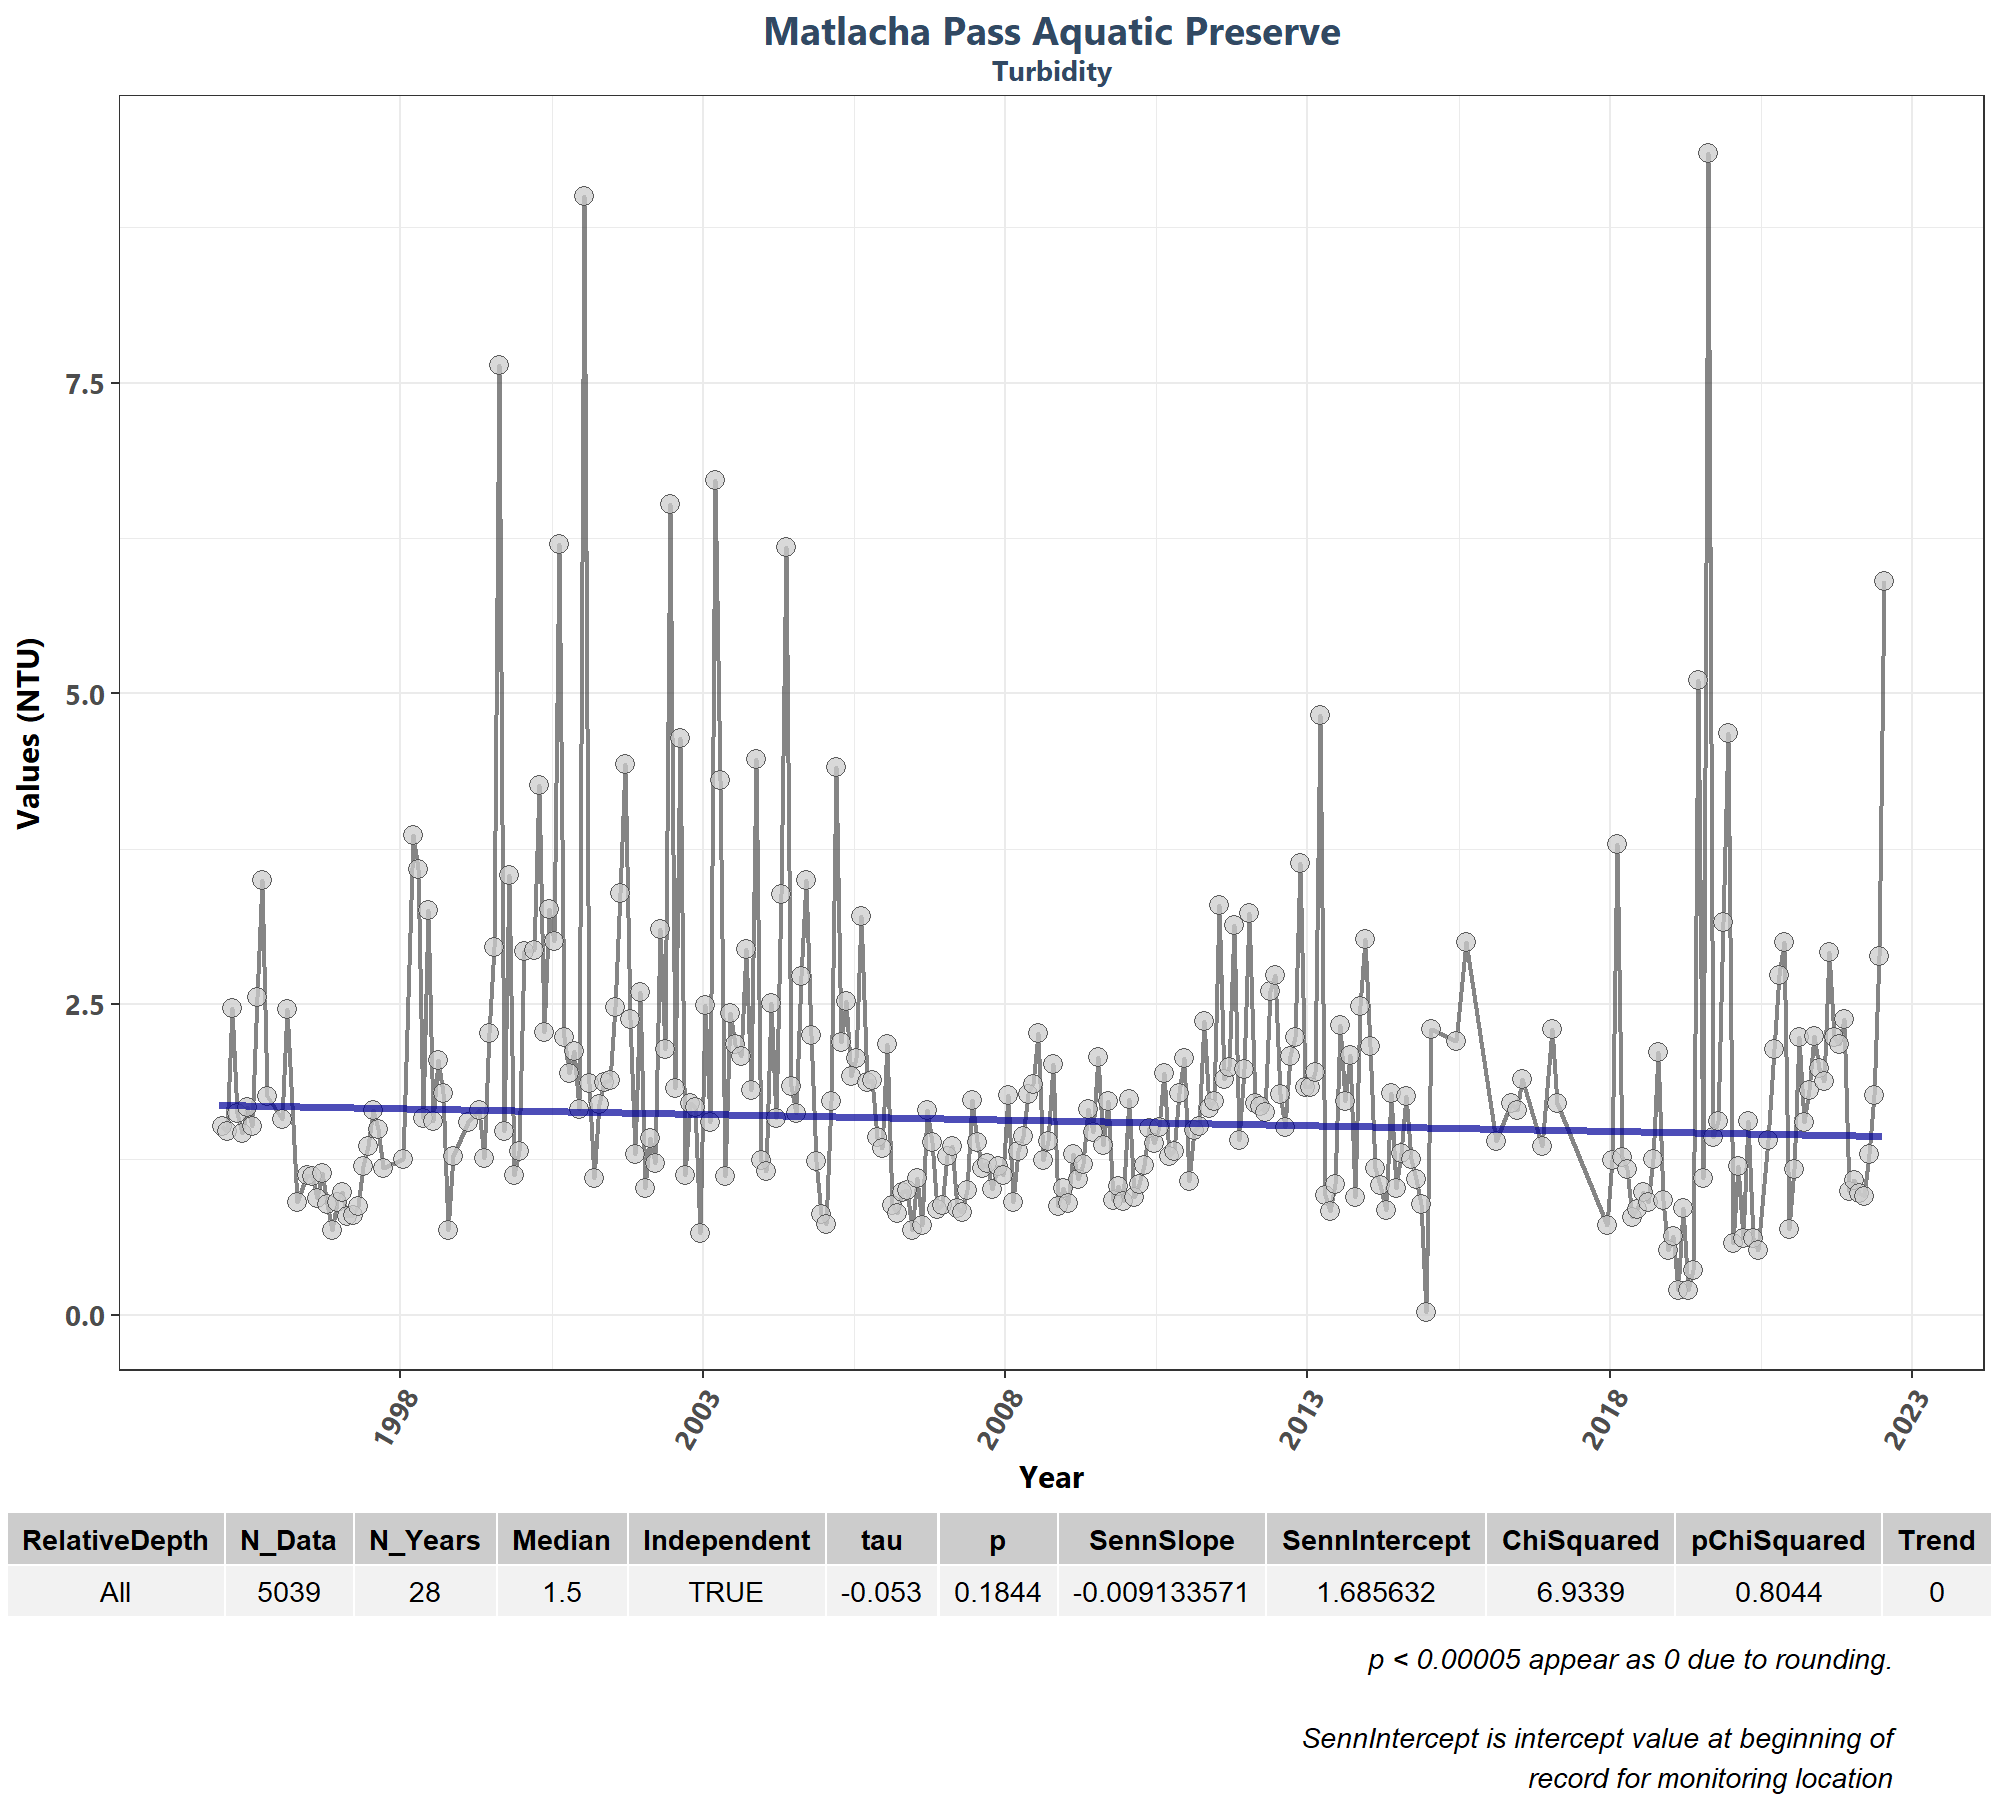 Matlacha Pass Aquatic Preserve
Turbidity
Values (NTU)
7.5
5.0
2.5
0.0
1998 2003 2008 2013 2018 2023
Year
RelativeDepth N_Data N_Years Median Independent tau p SennSlope SennIntercept ChiSquared pChiSquared Trend
All 5039 28 1.5 TRUE -0.053 0.1844 -0.009133571 1.685632 6.9339 0.8044 0
p < 0.00005 appear as 0 due to rounding.
SennIntercept is intercept value at beginning of
record for monitoring location